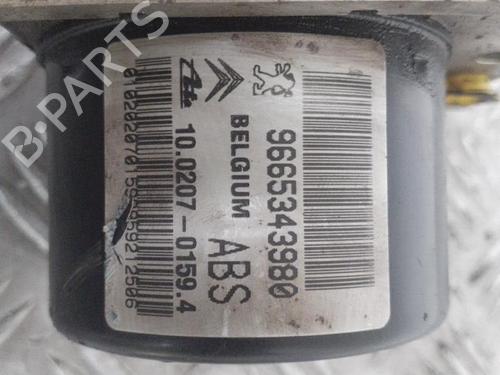 9665343980
BELGIUM
ABS
Ate
10.0207-0159.4
B-PARTS